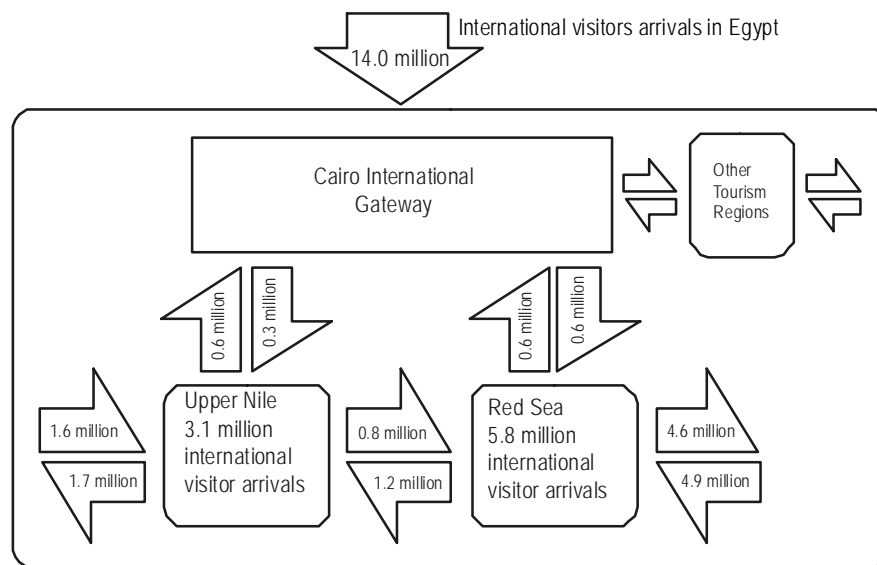 International visitors arrivals in Egypt
14.0 million
Cairo International
Gateway
Other
Tourism
Regions
0.6 million
0.3 million
0.6 million
0.6 million
1.6 million
1.7 million
Upper Nile
3.1 million
international
visitor arrivals
0.8 million
1.2 million
Red Sea
5.8 million
international
visitor arrivals
4.6 million
4.9 million